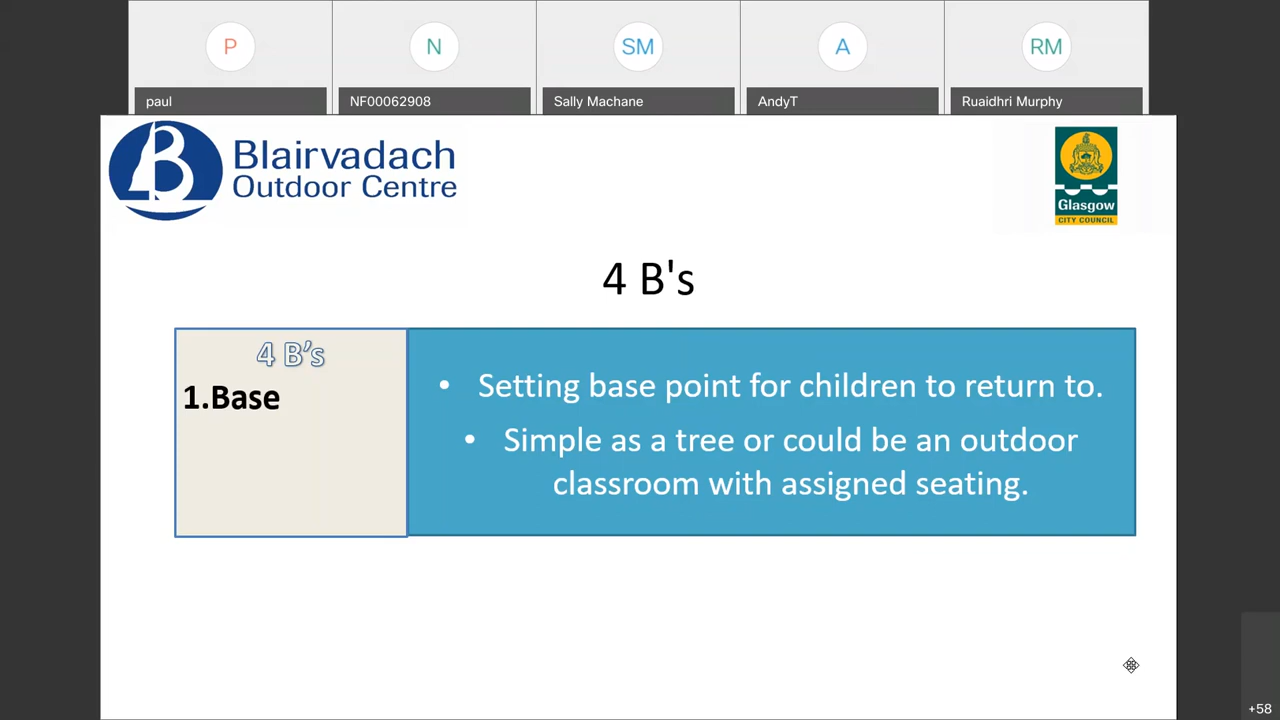 P
N
SM
A
RM
paul
NF00062908
Sally Machane
AndyT
Ruaidhri Murphy
B
Blairvadach
Outdoor Centre
Glasgow
CITY COUNCIL
4 B's
4 B’s
1.Base
• Setting base point for children to return to.
• Simple as a tree or could be an outdoor
classroom with assigned seating.
+58